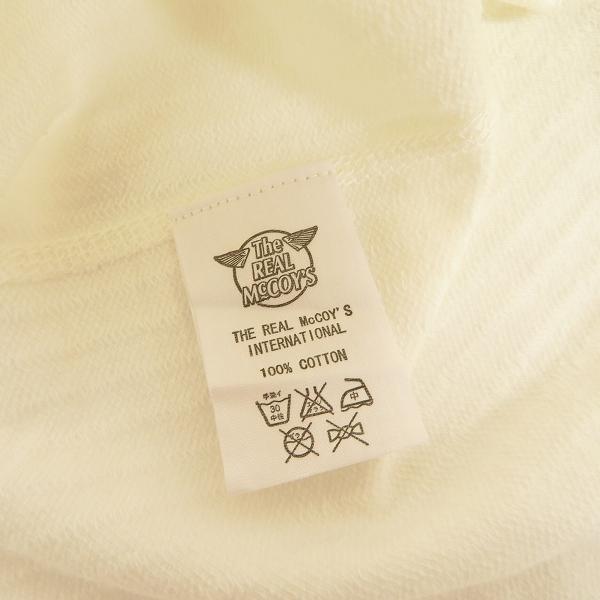 The
REAL
McCOY'S
THE REAL McCOY'S
INTERNATIONAL
100% COTTON
手洗イ
30
中性
中